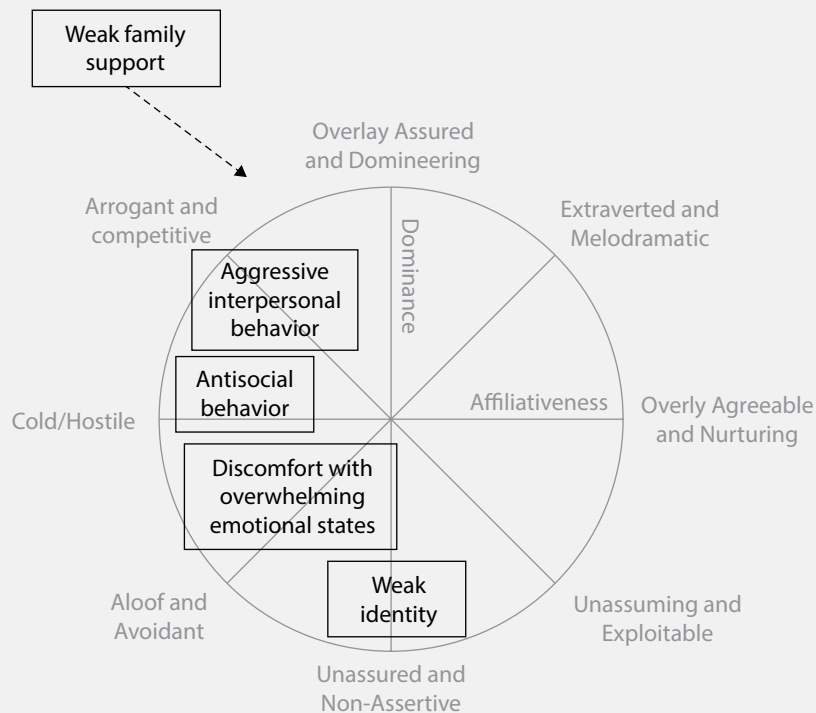 Weak family
support
Overlay Assured
and Domineering
Arrogant and
competitive
Extraverted and
Melodramatic
Dominance
Aggressive
interpersonal
behavior
Antisocial
behavior
Cold/Hostile
Affiliativeness
Overly Agreeable
and Nurturing
Discomfort with
overwhelming
emotional states
Weak
identity
Aloof and
Avoidant
Unassuming and
Exploitable
Unassured and
Non-Assertive